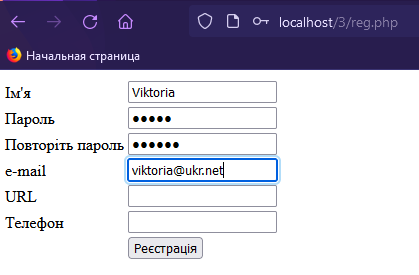 localhost/3/reg.php
Начальная страница
Ім'я Viktoria
Пароль •••••
Повторіть пароль ••••••
e-mail viktoria@ukr.net
URL
Телефон
Реєстрація